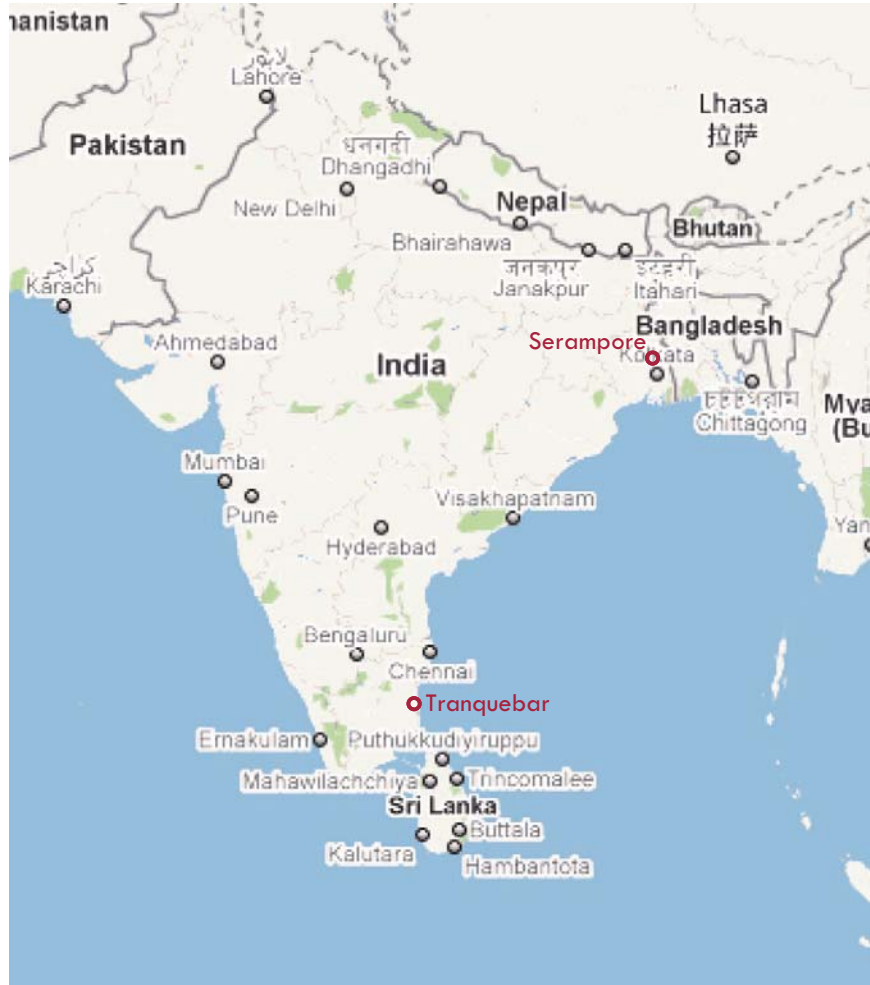 hanistan
لاہور
Lahore
Pakistan
Lhasa
拉萨
धनगढी
Dhangadhi
New Delhi
Nepal
Bhutan
Bhairahawa
जनकपुर
Janakpur
इटहरी
Itahari
كراچى
Karachi
Ahmedabad
India
Serampore
Bangladesh
Kolkata
Chittagong
Mya
(Bu
Mumbai
Pune
Visakhapatnam
Hyderabad
Yan
Bengaluru
Chennai
Tranquebar
Ernakulam
Puthukkudiyiruppu
Mahawilachchiya
Trincomalee
Sri Lanka
Buttala
Kalutara
Hambantota